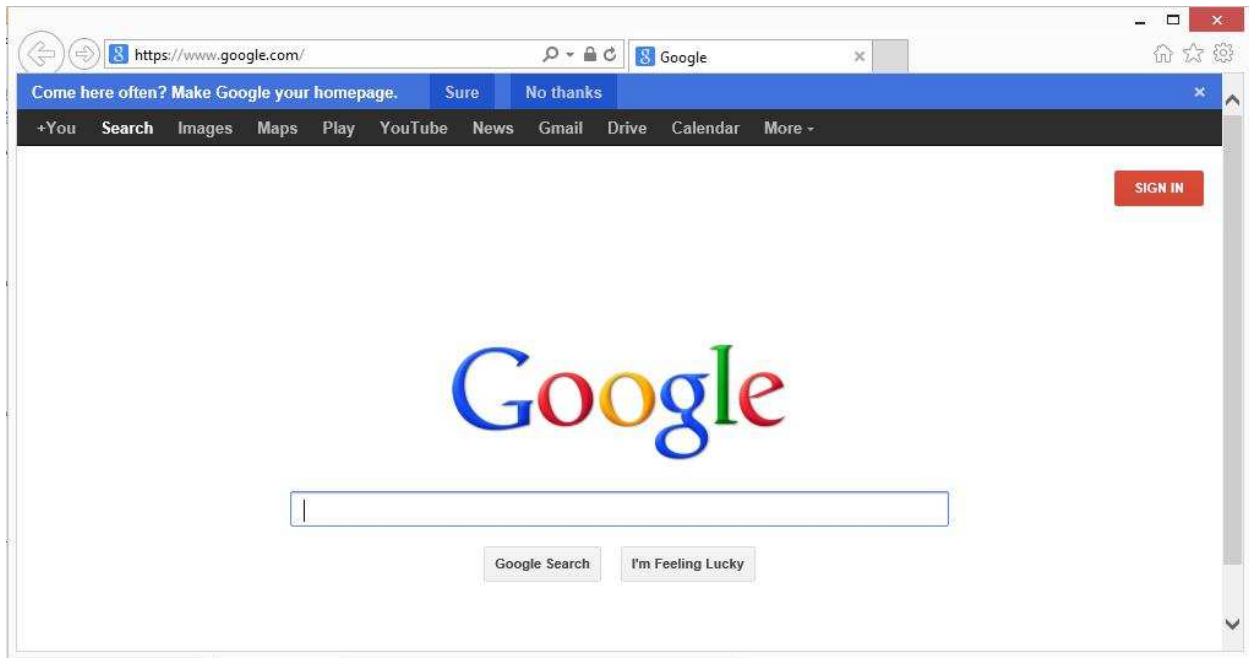 https://www.google.com/
Google
Come here often? Make Google your homepage. Sure No thanks
+You Search Images Maps Play YouTube News Gmail Drive Calendar More
SIGN IN
Google
Google Search I'm Feeling Lucky